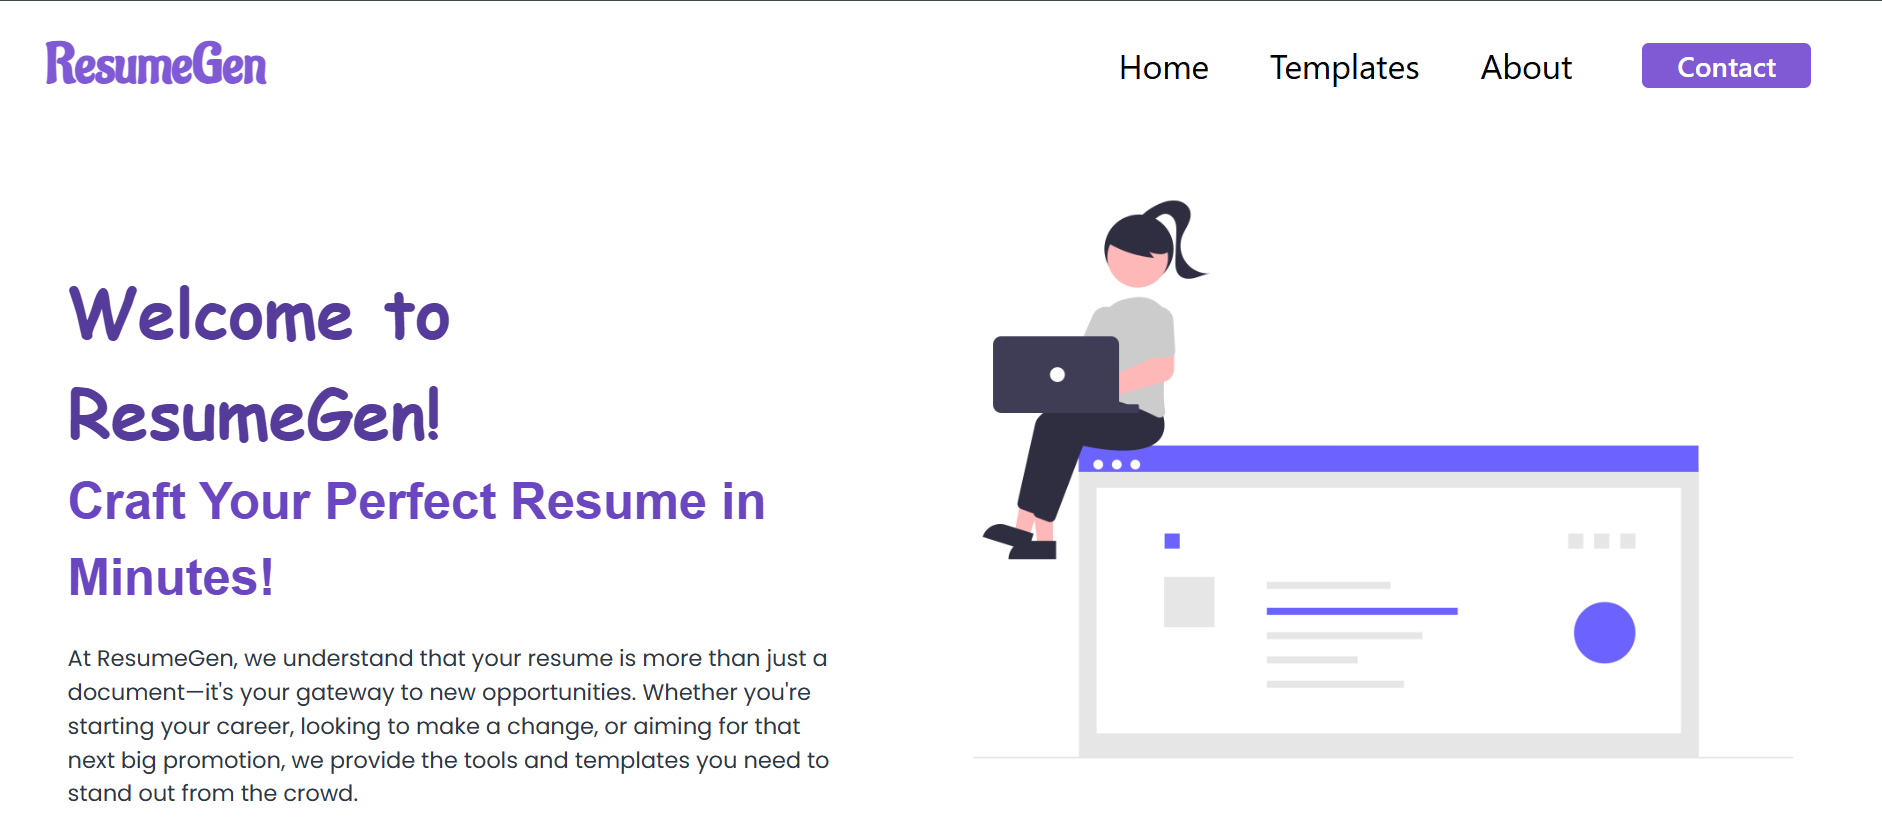 ResumeGen
Home Templates About Contact
Welcome to
ResumeGen!
Craft Your Perfect Resume in
Minutes!
At ResumeGen, we understand that your resume is more than just a
document—it's your gateway to new opportunities. Whether you're
starting your career, looking to make a change, or aiming for that
next big promotion, we provide the tools and templates you need to
stand out from the crowd.